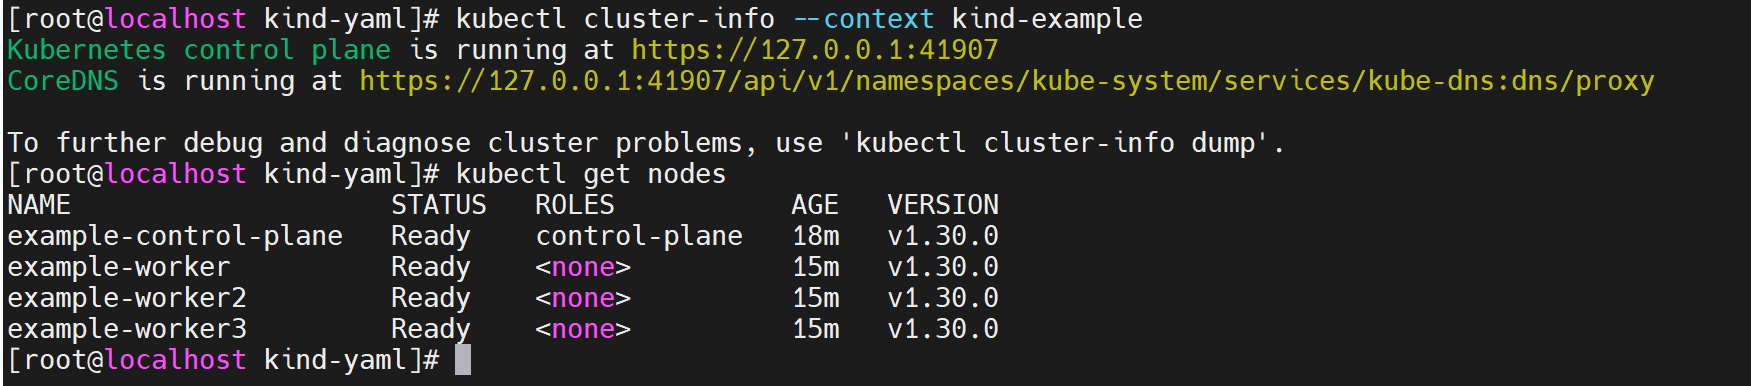 [root@localhost kind-yaml]# kubectl cluster-info --context kind-example
Kubernetes control plane is running at https://127.0.0.1:41907
CoreDNS is running at https://127.0.0.1:41907/api/v1/namespaces/kube-system/services/kube-dns:dns/proxy

To further debug and diagnose cluster problems, use 'kubectl cluster-info dump'.
[root@localhost kind-yaml]# kubectl get nodes
NAME                    STATUS   ROLES           AGE   VERSION
example-control-plane   Ready    control-plane   18m   v1.30.0
example-worker          Ready    <none>          15m   v1.30.0
example-worker2         Ready    <none>          15m   v1.30.0
example-worker3         Ready    <none>          15m   v1.30.0
[root@localhost kind-yaml]#